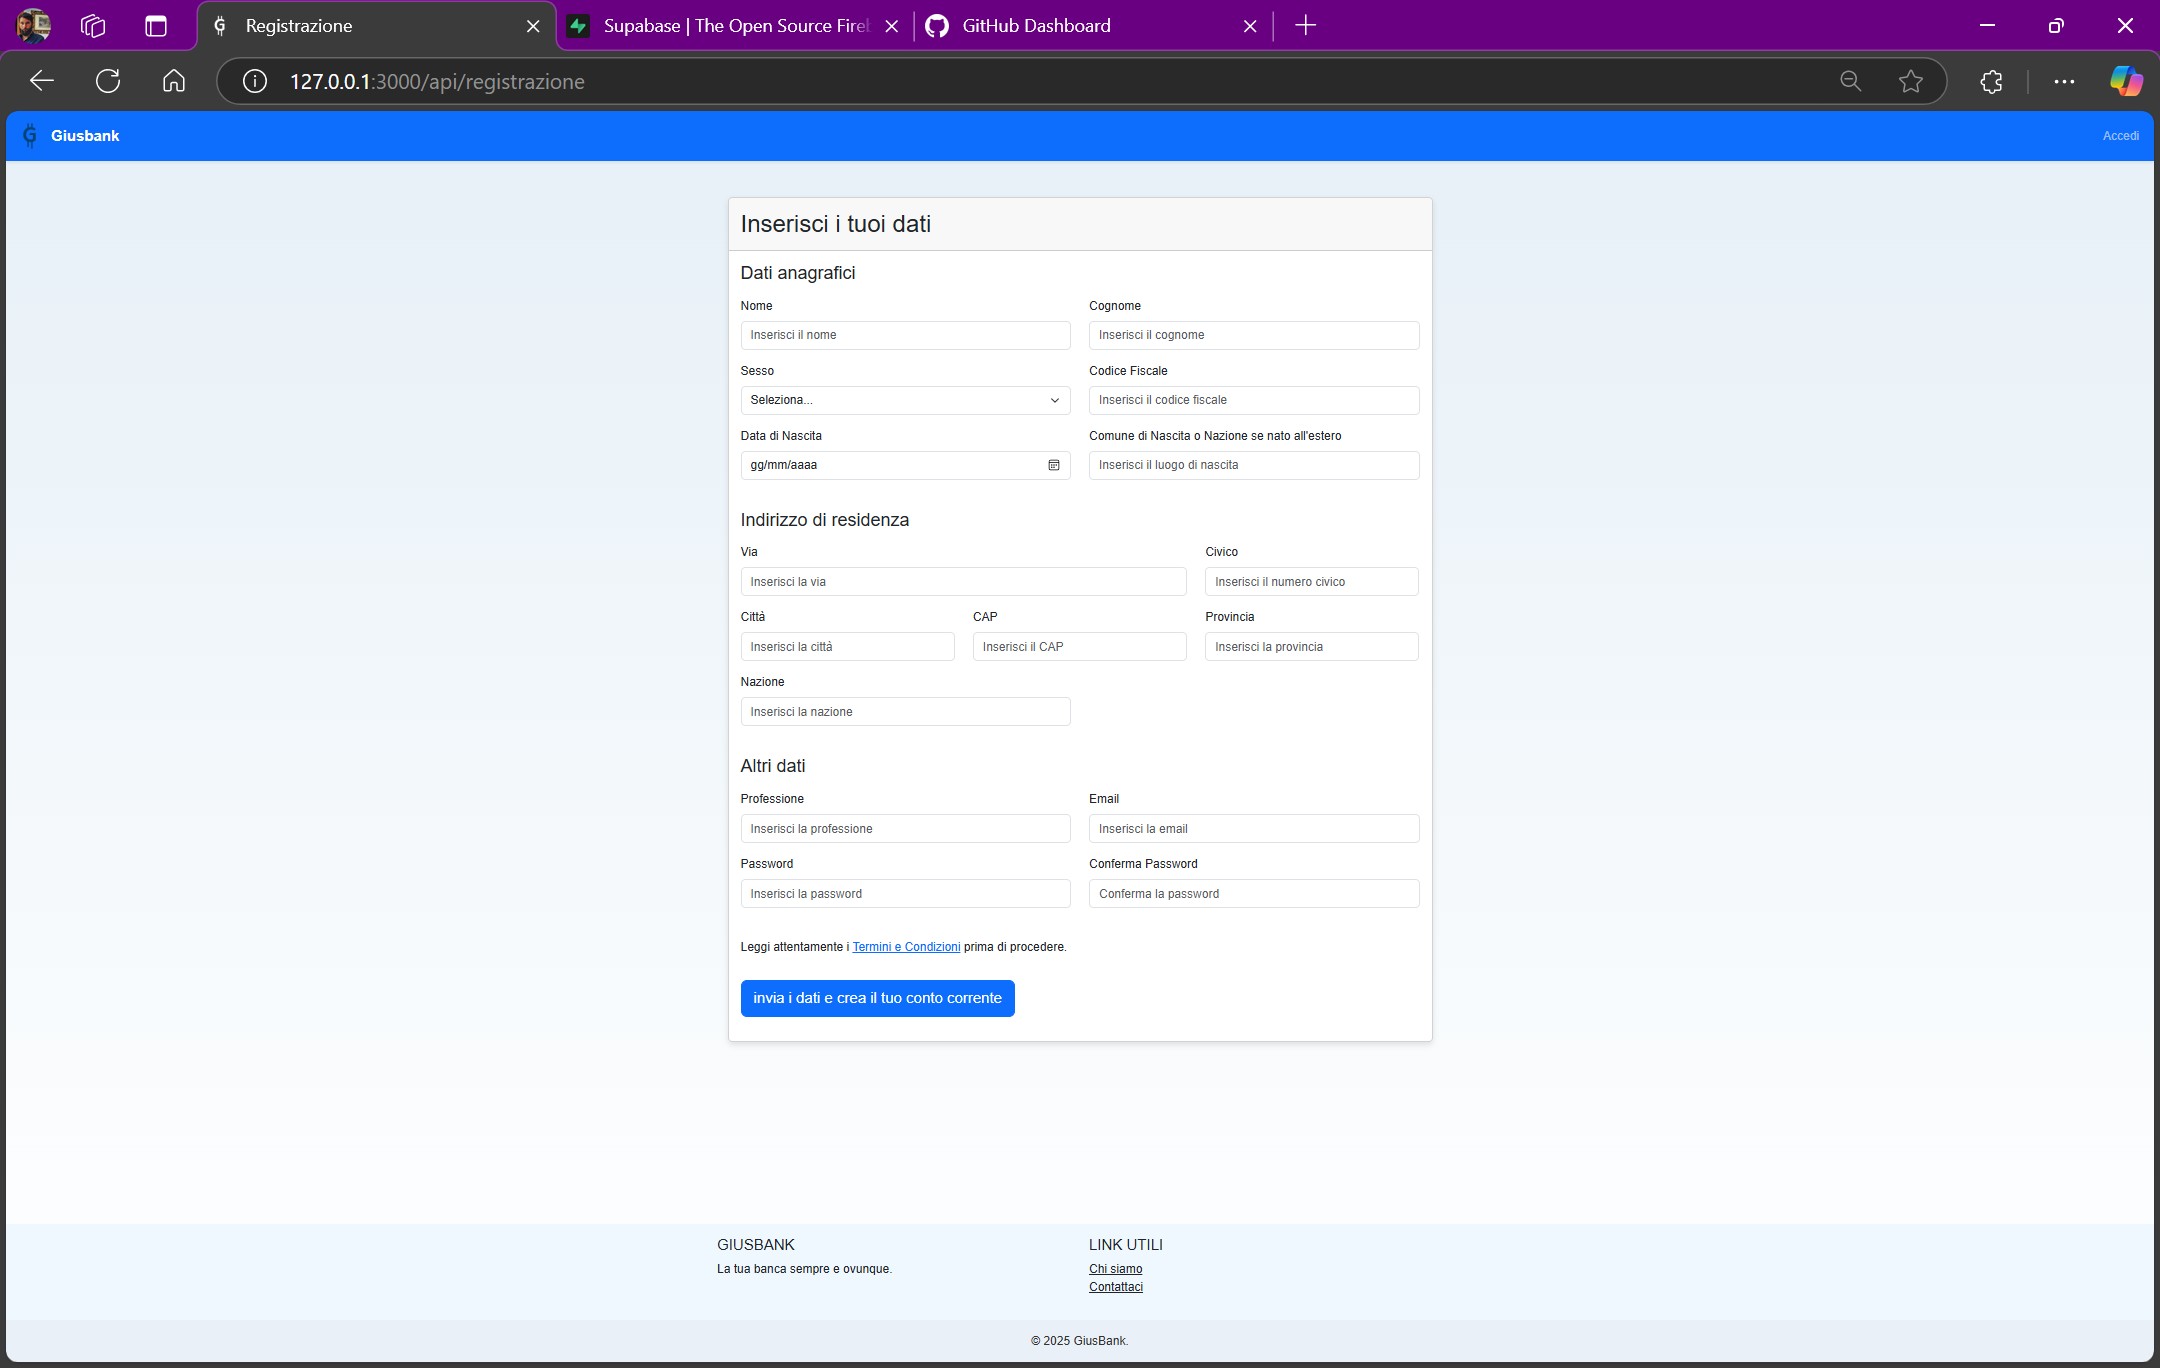 Registrazione
Supabase | The Open Source Fire
GitHub Dashboard
127.0.0.1:3000/api/registrazione
Giusbank
Accedi
Inserisci i tuoi dati
Dati anagrafici
Nome Cognome
Inserisci il nome Inserisci il cognome
Sesso Codice Fiscale
Seleziona... Inserisci il codice fiscale
Data di Nascita Comune di Nascita o Nazione se nato all'estero
gg/mm/aaaa Inserisci il luogo di nascita
Indirizzo di residenza
Via Civico
Inserisci la via Inserisci il numero civico
Città CAP Provincia
Inserisci la città Inserisci il CAP Inserisci la provincia
Nazione
Inserisci la nazione
Altri dati
Professione Email
Inserisci la professione Inserisci la email
Password Conferma Password
Inserisci la password Conferma la password
Leggi attentamente i Termini e Condizioni prima di procedere.
invia i dati e crea il tuo conto corrente
GIUSBANK
La tua banca sempre e ovunque.
LINK UTILI
Chi siamo
Contattaci
© 2025 GiusBank.